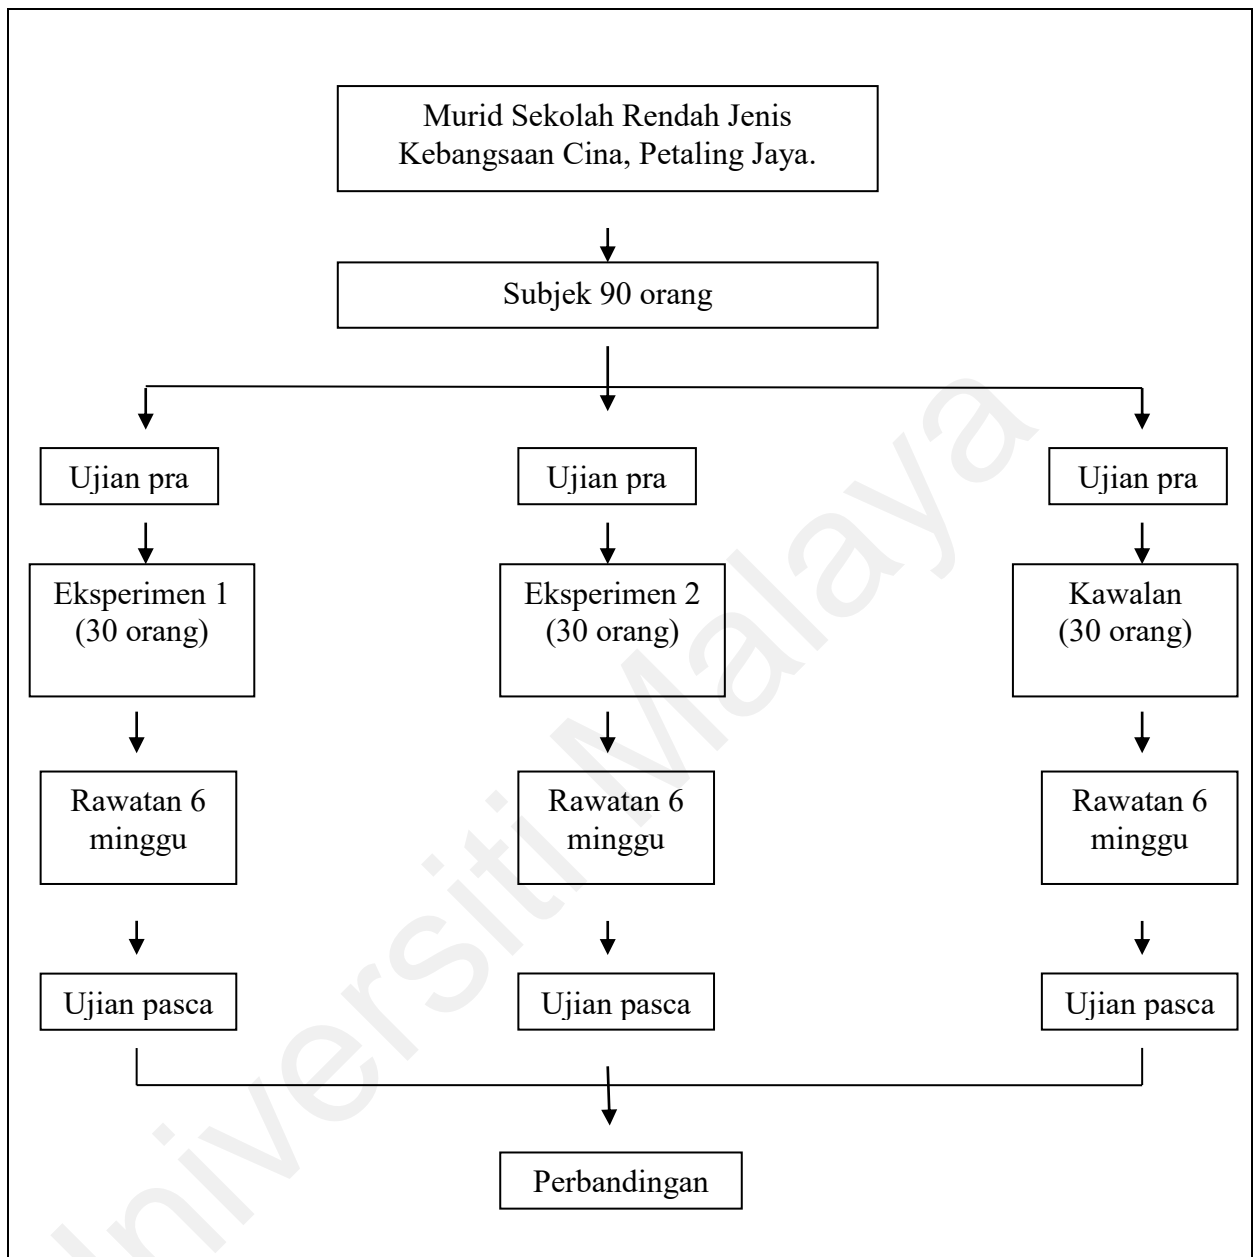 Murid Sekolah Rendah Jenis
Kebangsaan Cina, Petaling Jaya.
Subjek 90 orang
Ujian pra
Ujian pra
Ujian pra
Eksperimen 1
(30 orang)
Eksperimen 2
(30 orang)
Kawalan
(30 orang)
Rawatan 6
minggu
Rawatan 6
minggu
Rawatan 6
minggu
Ujian pasca
Ujian pasca
Ujian pasca
Perbandingan
Universiti Malaya